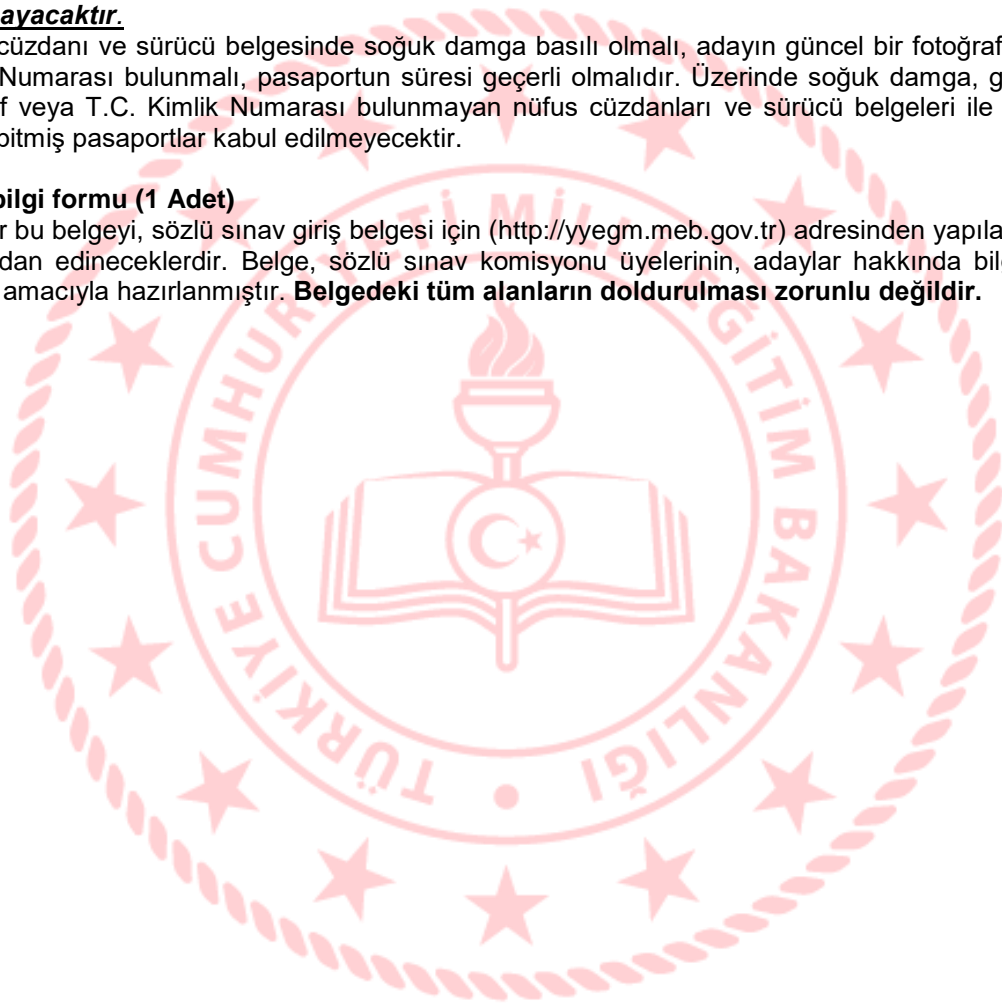 ayacaktır.
cüzdanı ve sürücü belgesinde soğuk damga basılı olmalı, adayın güncel bir fotoğraf
Numarası bulunmalı, pasaportun süresi geçerli olmalıdır. Üzerinde soğuk damga, g
f veya T.C. Kimlik Numarası bulunmayan nüfus cüzdanları ve sürücü belgeleri ile
bitmiş pasaportlar kabul edilmeyecektir.
bilgi formu (1 Adet)
r bu belgeyi, sözlü sınav giriş belgesi için (http://yyegm.meb.gov.tr) adresinden yapıla
dan edineceklerdir. Belge, sözlü sınav komisyonu üyelerinin, adaylar hakkında bil
amacıyla hazırlanmıştır. Belgedeki tüm alanların doldurulması zorunlu değildir.
TÜRKİYE CUMHURİYETİ MİLLÎ EĞİTİM BAKANLIĞI